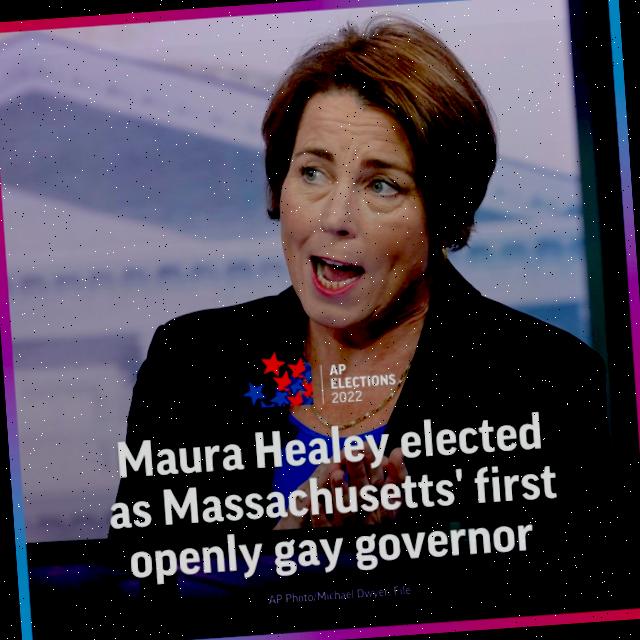 AP
ELECTIONS
2022
Maura Healey elected
as Massachusetts' first
openly gay governor
AP Photo/Michael Dwyer, File